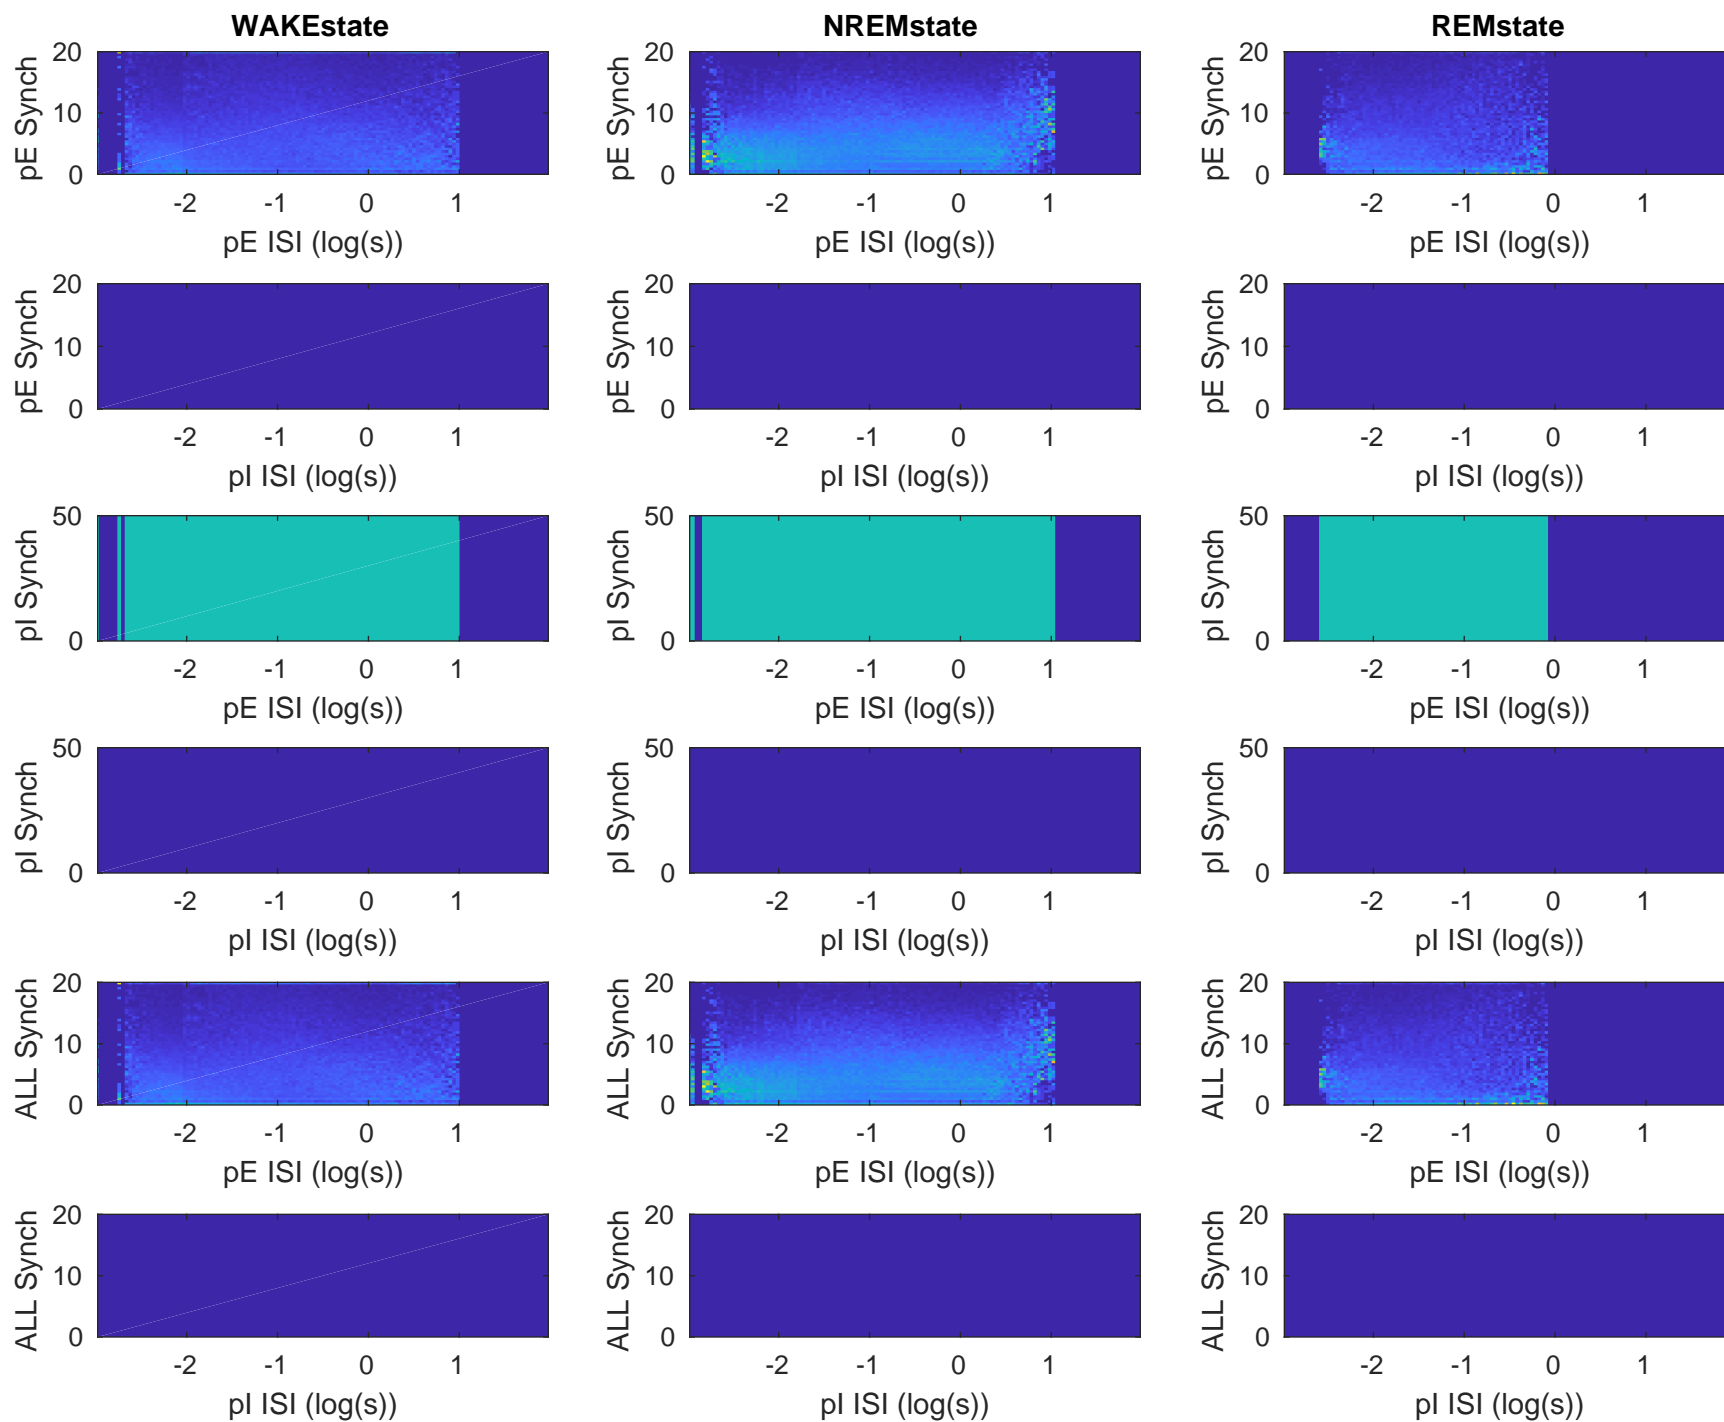 WAKEstate NREMstate REMstate
20 20 20
pE Synch pE Synch pE Synch
10 10 10
0 0 0
-2 -1 0 1 -2 -1 0 1 -2 -1 0 1
pE ISI (log(s)) pE ISI (log(s)) pE ISI (log(s))
20 20 20
pE Synch pE Synch pE Synch
10 10 10
0 0 0
-2 -1 0 1 -2 -1 0 1 -2 -1 0 1
pI ISI (log(s)) pI ISI (log(s)) pI ISI (log(s))
50 50 50
pI Synch pI Synch pI Synch
0 0 0
-2 -1 0 1 -2 -1 0 1 -2 -1 0 1
pE ISI (log(s)) pE ISI (log(s)) pE ISI (log(s))
50 50 50
pI Synch pI Synch pI Synch
0 0 0
-2 -1 0 1 -2 -1 0 1 -2 -1 0 1
pI ISI (log(s)) pI ISI (log(s)) pI ISI (log(s))
20 20 20
ALL Synch ALL Synch ALL Synch
10 10 10
0 0 0
-2 -1 0 1 -2 -1 0 1 -2 -1 0 1
pE ISI (log(s)) pE ISI (log(s)) pE ISI (log(s))
20 20 20
ALL Synch ALL Synch ALL Synch
10 10 10
0 0 0
-2 -1 0 1 -2 -1 0 1 -2 -1 0 1
pI ISI (log(s)) pI ISI (log(s)) pI ISI (log(s))